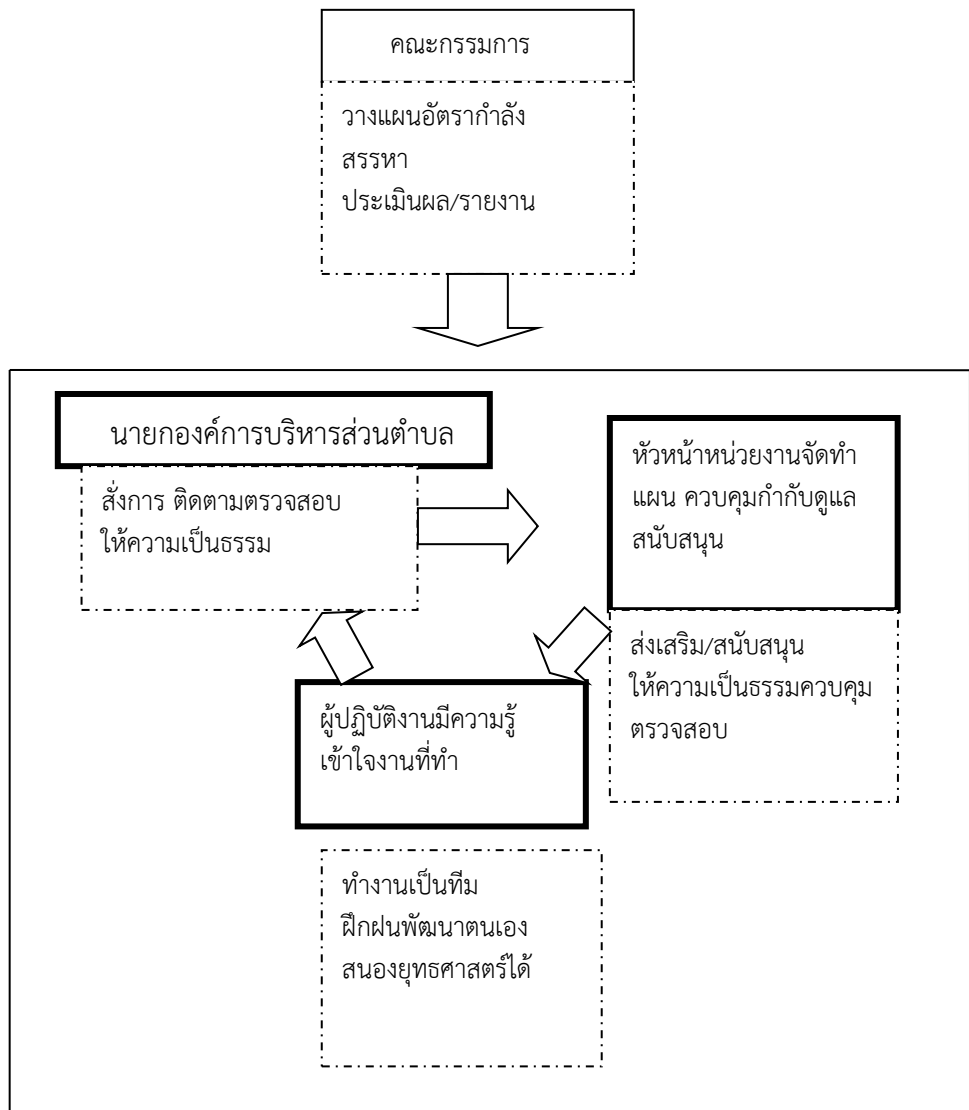 คณะกรรมการ
วางแผนอัตรากำลัง
สรรหา
ประเมินผล/รายงาน
นายกองค์การบริหารส่วนตำบล
สั่งการ ติดตามตรวจสอบ
ให้ความเป็นธรรม
หัวหน้าหน่วยงานจัดทำ
แผน ควบคุมกำกับดูแล
สนับสนุน
ส่งเสริม/สนับสนุน
ให้ความเป็นธรรมควบคุม
ตรวจสอบ
ผู้ปฏิบัติงานมีความรู้
เข้าใจงานที่ทำ
ทำงานเป็นทีม
ฝึกฝนพัฒนาตนเอง
สนองยุทธศาสตร์ได้